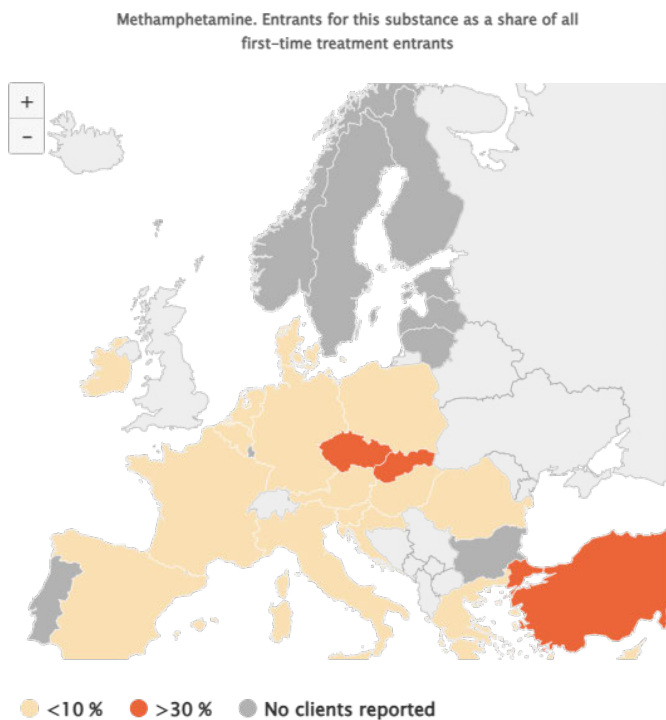 Methamphetamine. Entrants for this substance as a share of all
first-time treatment entrants
+
−
<10 %
>30 %
No clients reported